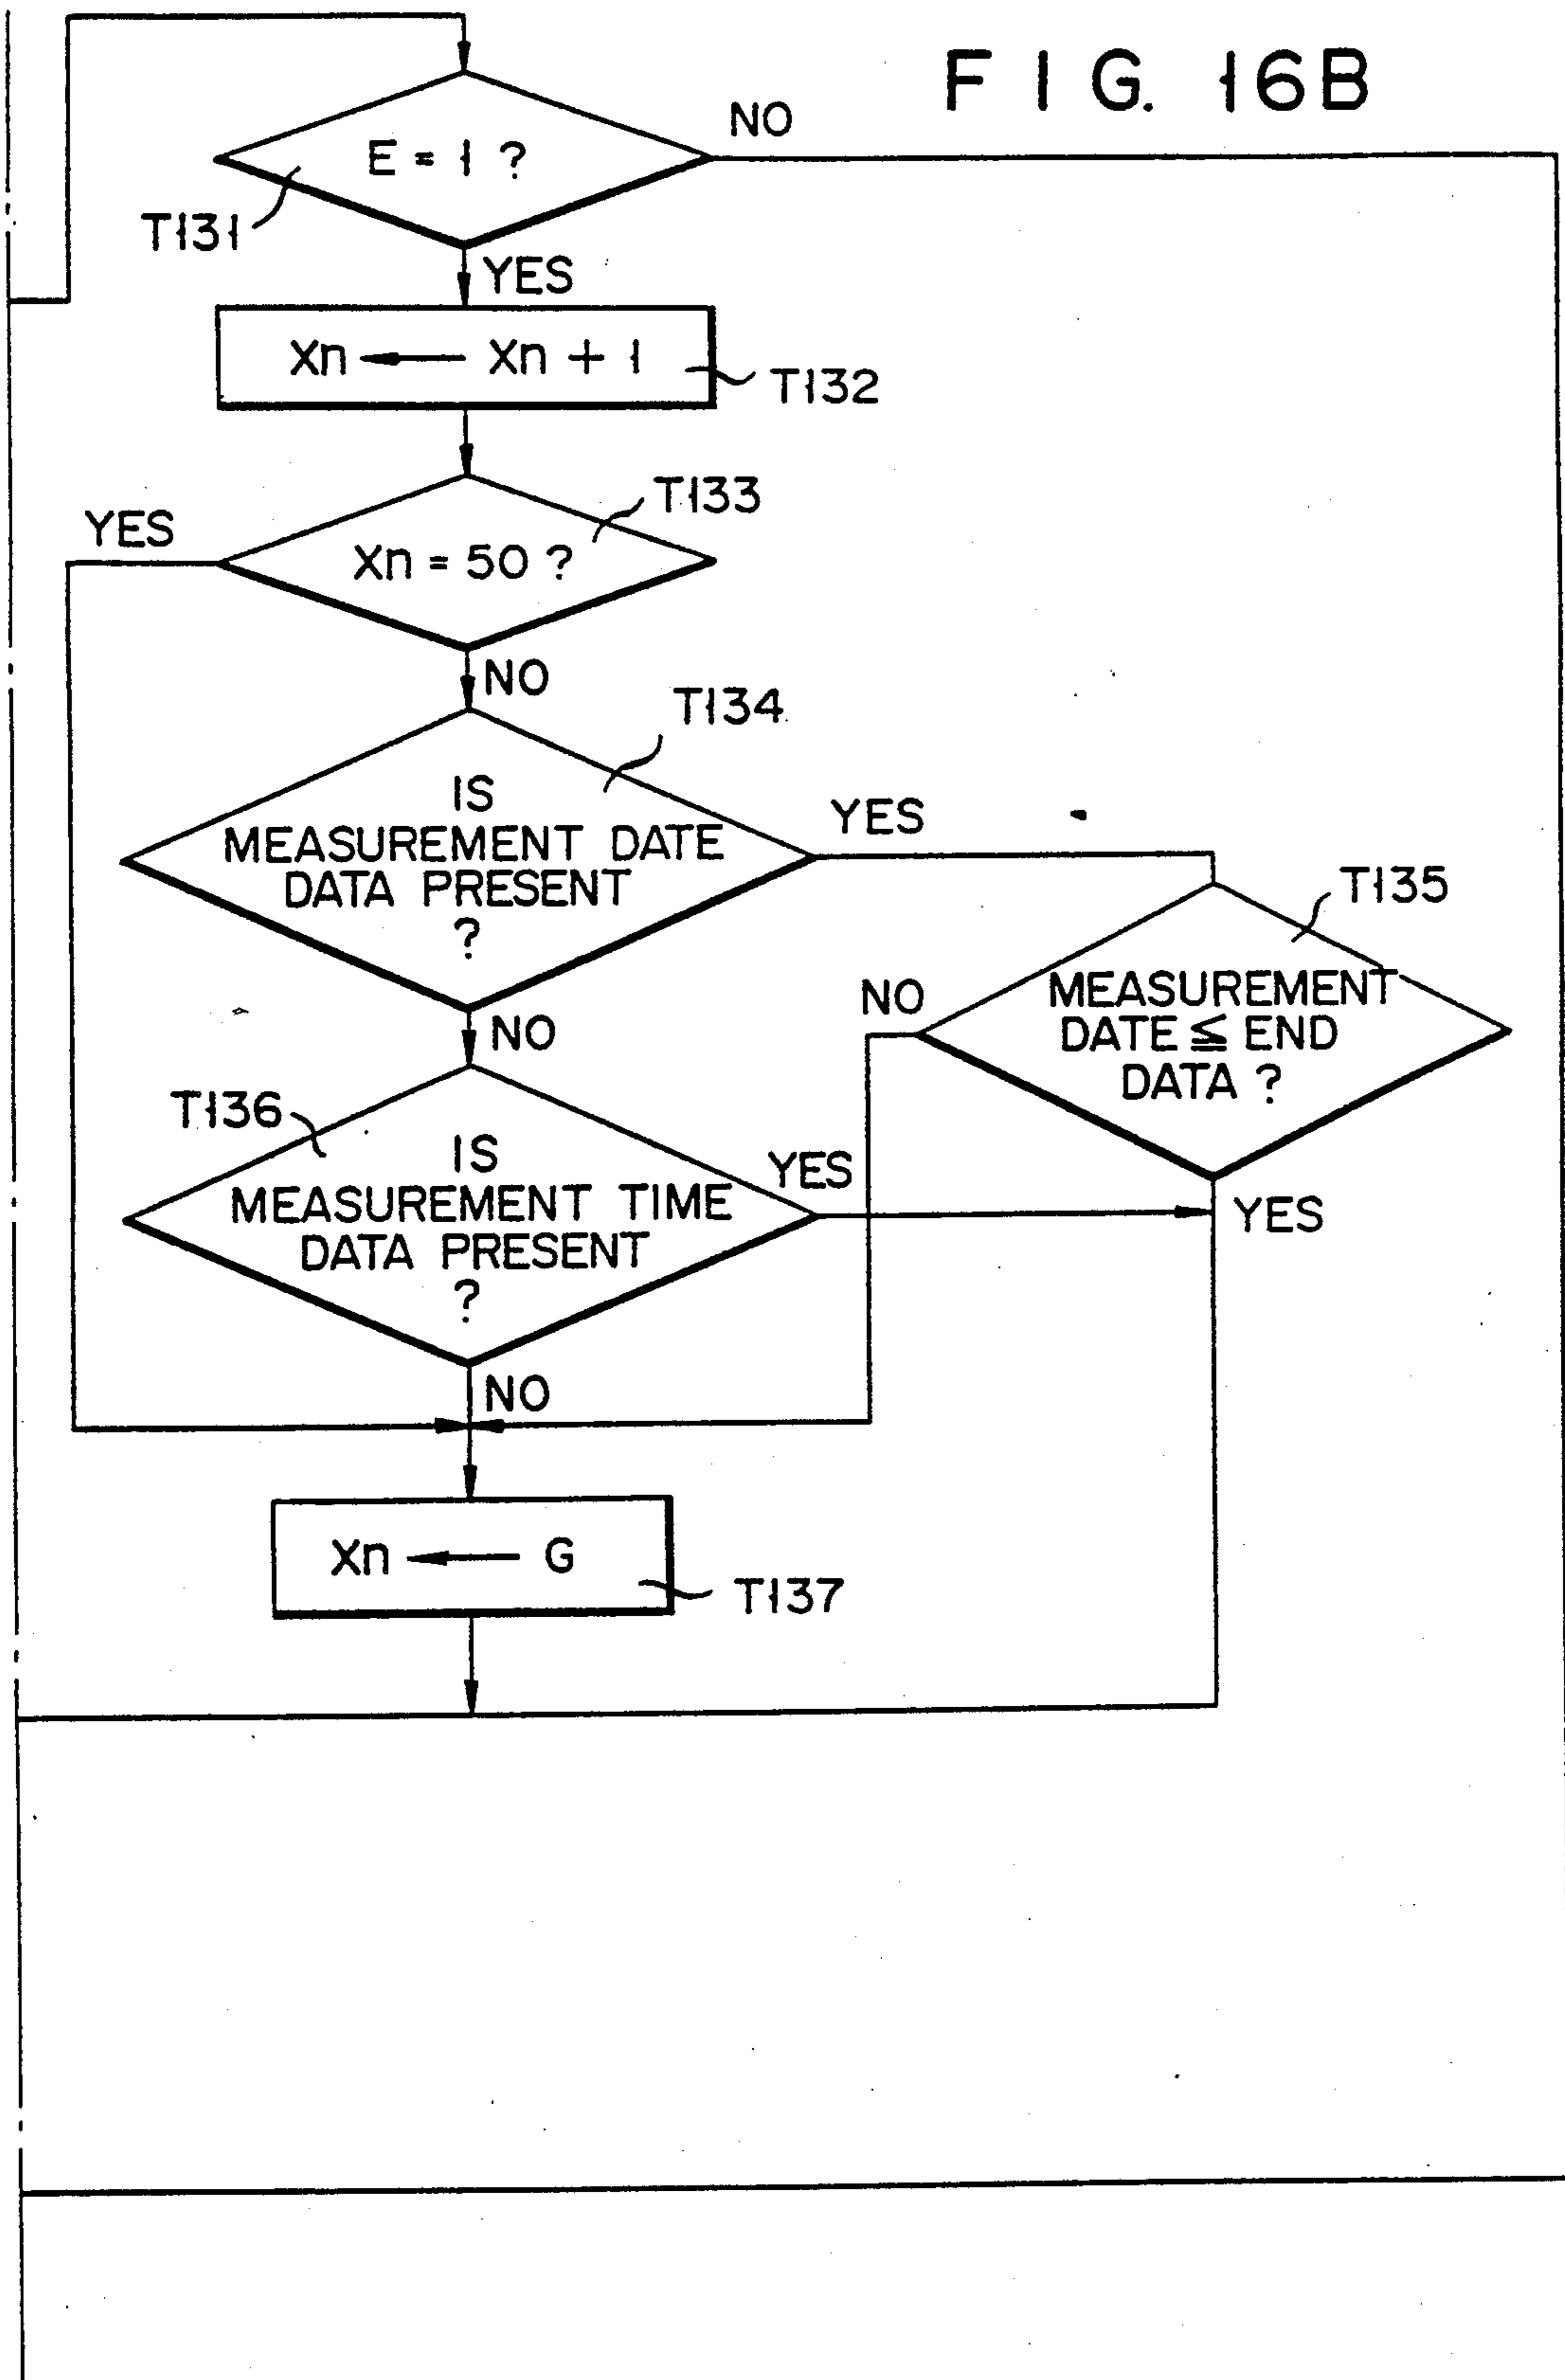 FIG. 16B
NO
E = 1 ?
T131
YES
Xn ← Xn + 1
T132
T133
YES
Xn = 50 ?
NO
T134
IS
MEASUREMENT DATE
DATA PRESENT
?
YES
T135
NO
MEASUREMENT
DATE ≦ END
DATA ?
NO
T136
IS
MEASUREMENT TIME
DATA PRESENT
?
YES
YES
NO
Xn ← G
T137